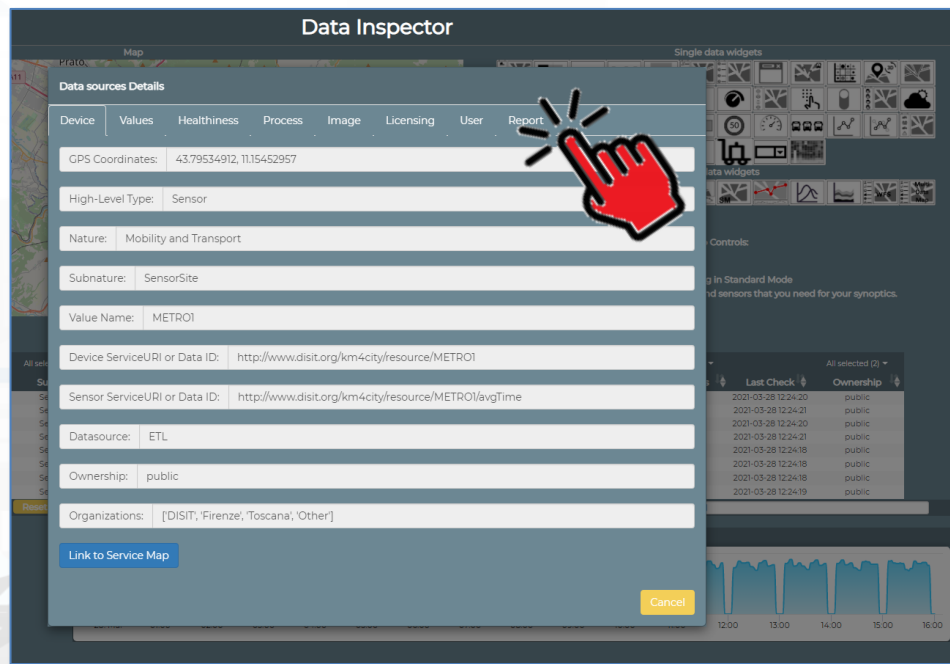 Data Inspector
Map
Single data widgets
Prato
Data sources Details
Device Values Healthiness Process Image Licensing User Report
GPS Coordinates: 43.79534912, 11.15452957
High-Level Type: Sensor
Nature: Mobility and Transport
Subnature: SensorSite
Value Name: METRO1
Device ServiceURI or Data ID: http://www.disit.org/km4city/resource/METRO1
Sensor ServiceURI or Data ID: http://www.disit.org/km4city/resource/METRO1/avgTime
Datasource: ETL
Ownership: public
Organizations: ['DISIT', 'Firenze', 'Toscana', 'Other']
Link to Service Map
Cancel
50
SM
data widgets
Controls:
g in Standard Mode
nd sensors that you need for your synoptics.
All selected (2)
Last Check Ownership
2021-03-28 12:24:20 public
2021-03-28 12:24:21 public
2021-03-28 12:24:20 public
2021-03-28 12:24:21 public
2021-03-28 12:24:18 public
2021-03-28 12:24:18 public
2021-03-28 12:24:18 public
2021-03-28 12:24:19 public
Reset
12:00 13:00 14:00 15:00 16:00